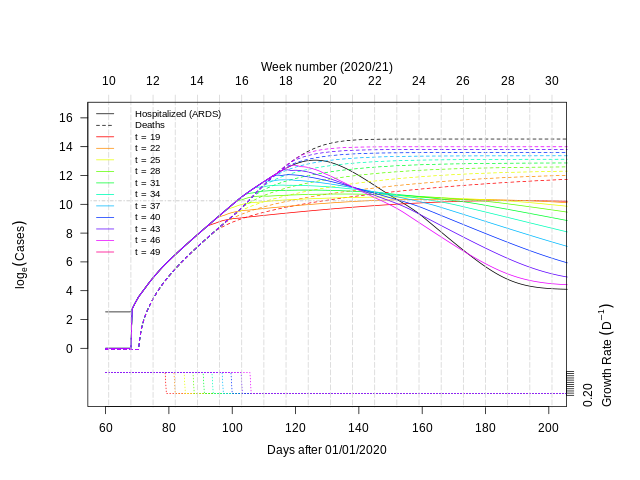 Week number (2020/21)
10 12 14 16 18 20 22 24 26 28 30
Hospitalized (ARDS)
Deaths
t = 19
t = 22
t = 25
t = 28
t = 31
t = 34
t = 37
t = 40
t = 43
t = 46
t = 49
16
14
12
10
8
6
4
2
0
logₑ(Cases)
0.20
Growth Rate (D⁻¹)
60 80 100 120 140 160 180 200
Days after 01/01/2020